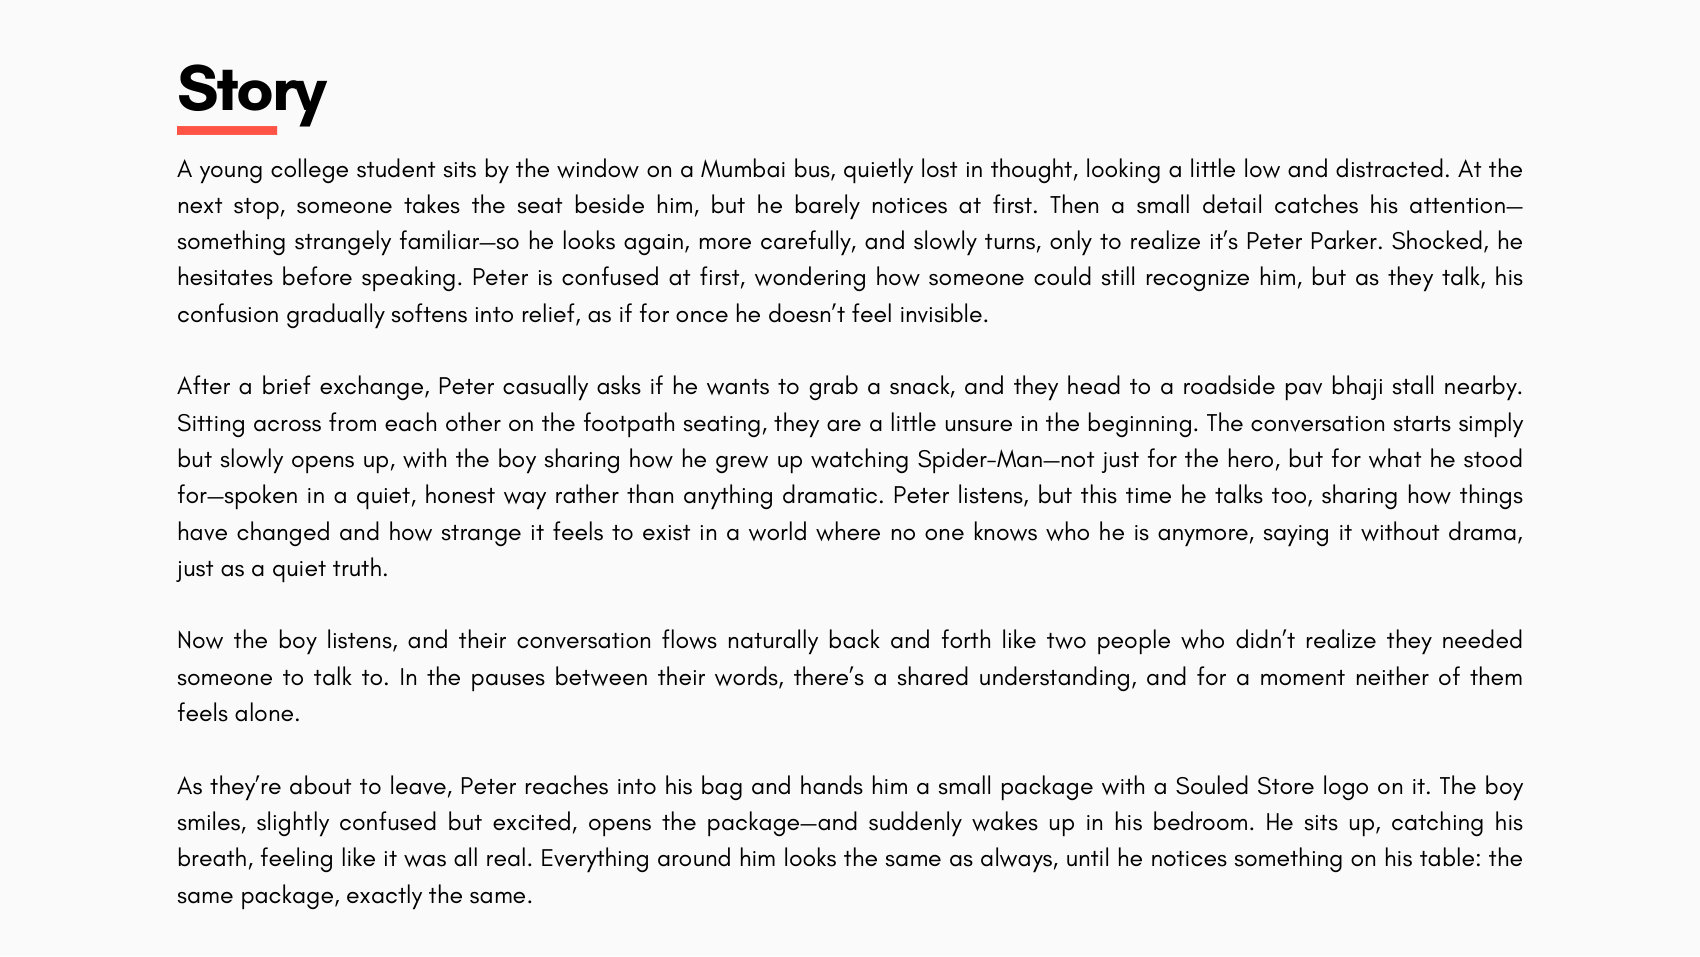 Story
A young college student sits by the window on a Mumbai bus, quietly lost in thought, looking a little low and distracted. At the
next stop, someone takes the seat beside him, but he barely notices at first. Then a small detail catches his attention—
something strangely familiar—so he looks again, more carefully, and slowly turns, only to realize it’s Peter Parker. Shocked, he
hesitates before speaking. Peter is confused at first, wondering how someone could still recognize him, but as they talk, his
confusion gradually softens into relief, as if for once he doesn’t feel invisible.
After a brief exchange, Peter casually asks if he wants to grab a snack, and they head to a roadside pav bhaji stall nearby.
Sitting across from each other on the footpath seating, they are a little unsure in the beginning. The conversation starts simply
but slowly opens up, with the boy sharing how he grew up watching Spider-Man—not just for the hero, but for what he stood
for—spoken in a quiet, honest way rather than anything dramatic. Peter listens, but this time he talks too, sharing how things
have changed and how strange it feels to exist in a world where no one knows who he is anymore, saying it without drama,
just as a quiet truth.
Now the boy listens, and their conversation flows naturally back and forth like two people who didn’t realize they needed
someone to talk to. In the pauses between their words, there’s a shared understanding, and for a moment neither of them
feels alone.
As they’re about to leave, Peter reaches into his bag and hands him a small package with a Souled Store logo on it. The boy
smiles, slightly confused but excited, opens the package—and suddenly wakes up in his bedroom. He sits up, catching his
breath, feeling like it was all real. Everything around him looks the same as always, until he notices something on his table: the
same package, exactly the same.